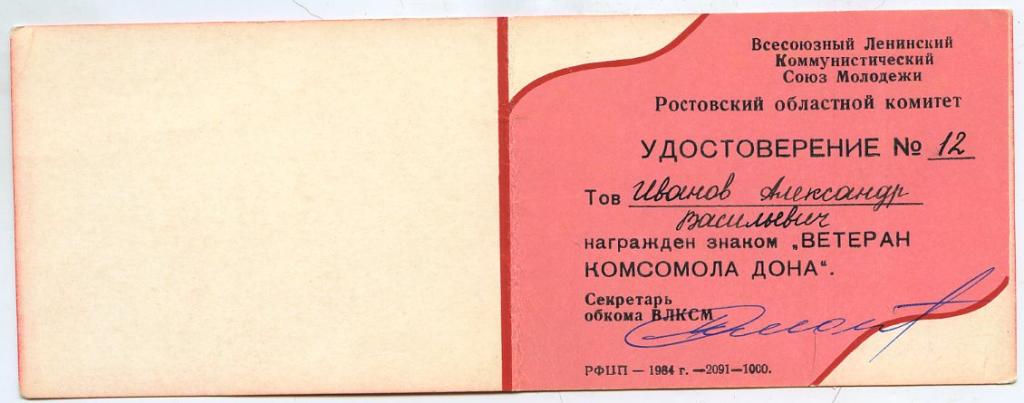 Всесоюзный Ленинский
Коммунистический
Союз Молодежи
Ростовский областной комитет
УДОСТОВЕРЕНИЕ № 12
Тов Иванов Александр
Васильевич
награжден знаком „ВЕТЕРАН
КОМСОМОЛА ДОНА“.
Секретарь
обкома ВЛКСМ
РФЦП — 1984 г. —2091—1000.